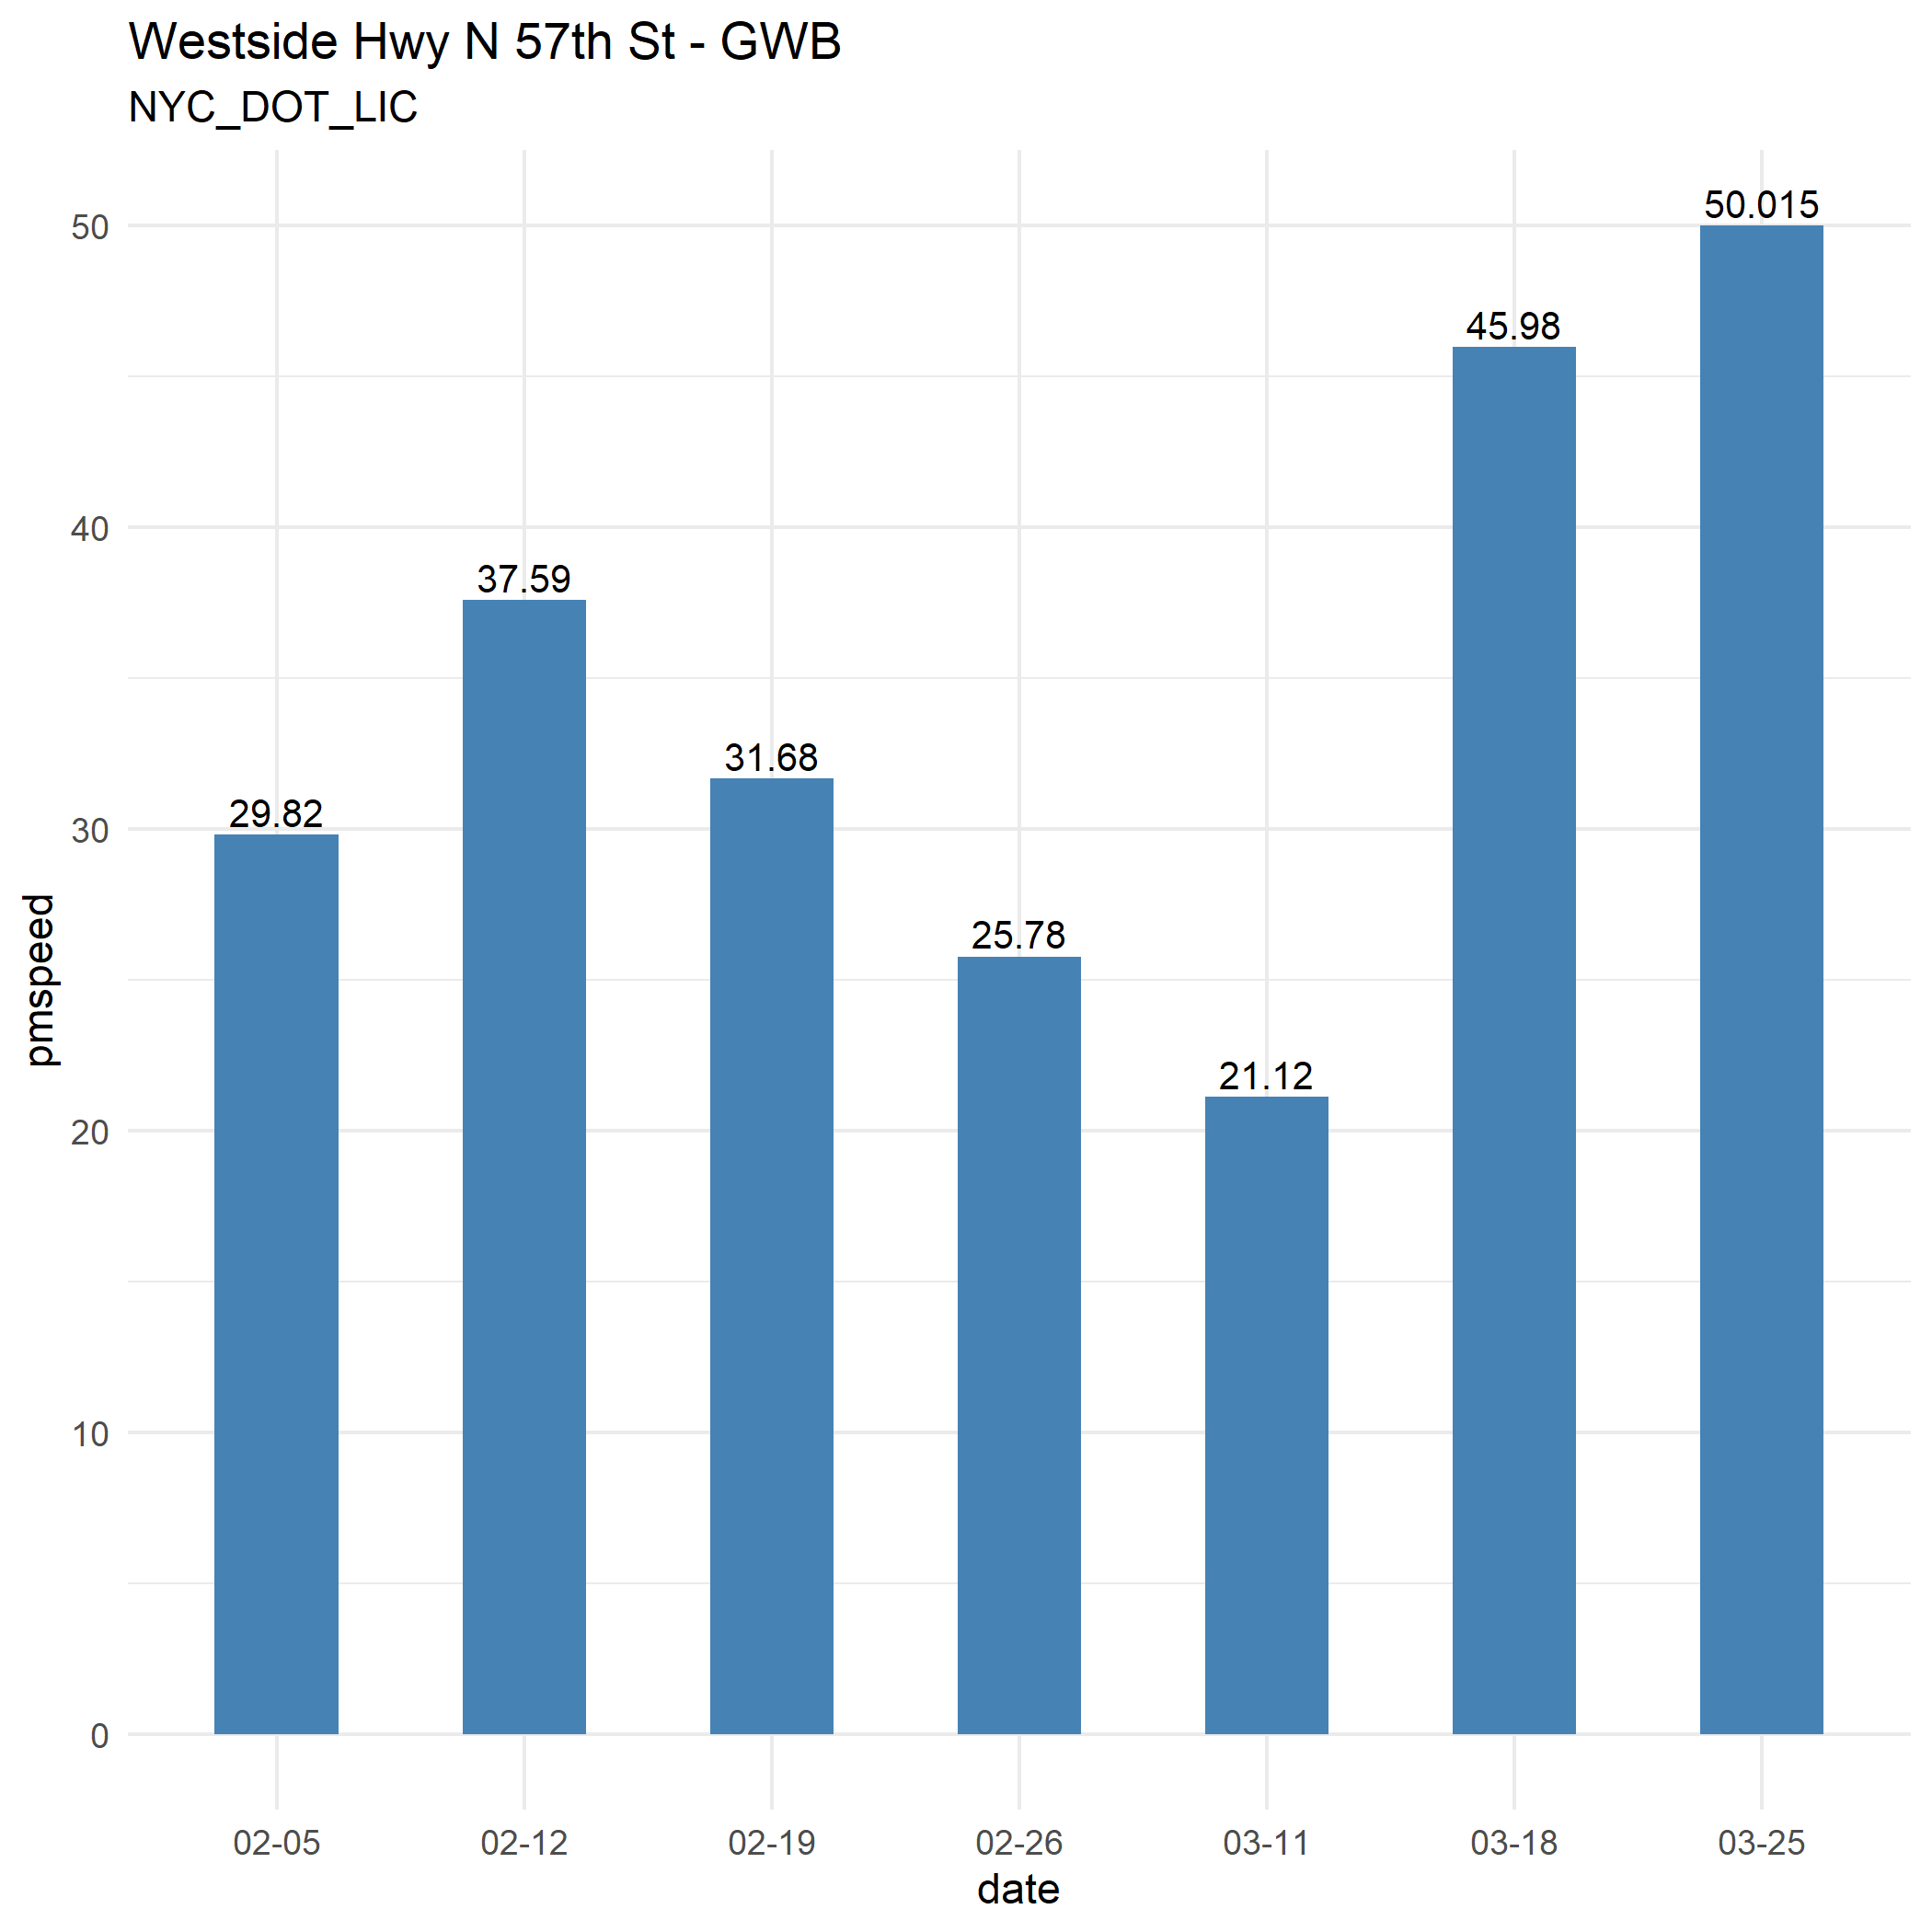 Westside Hwy N 57th St - GWB
NYC_DOT_LIC
50.015
50
45.98
40
37.59
31.68
29.82
30
25.78
pmspeed
21.12
20
10
0
02-05 02-12 02-19 02-26 03-11 03-18 03-25
date